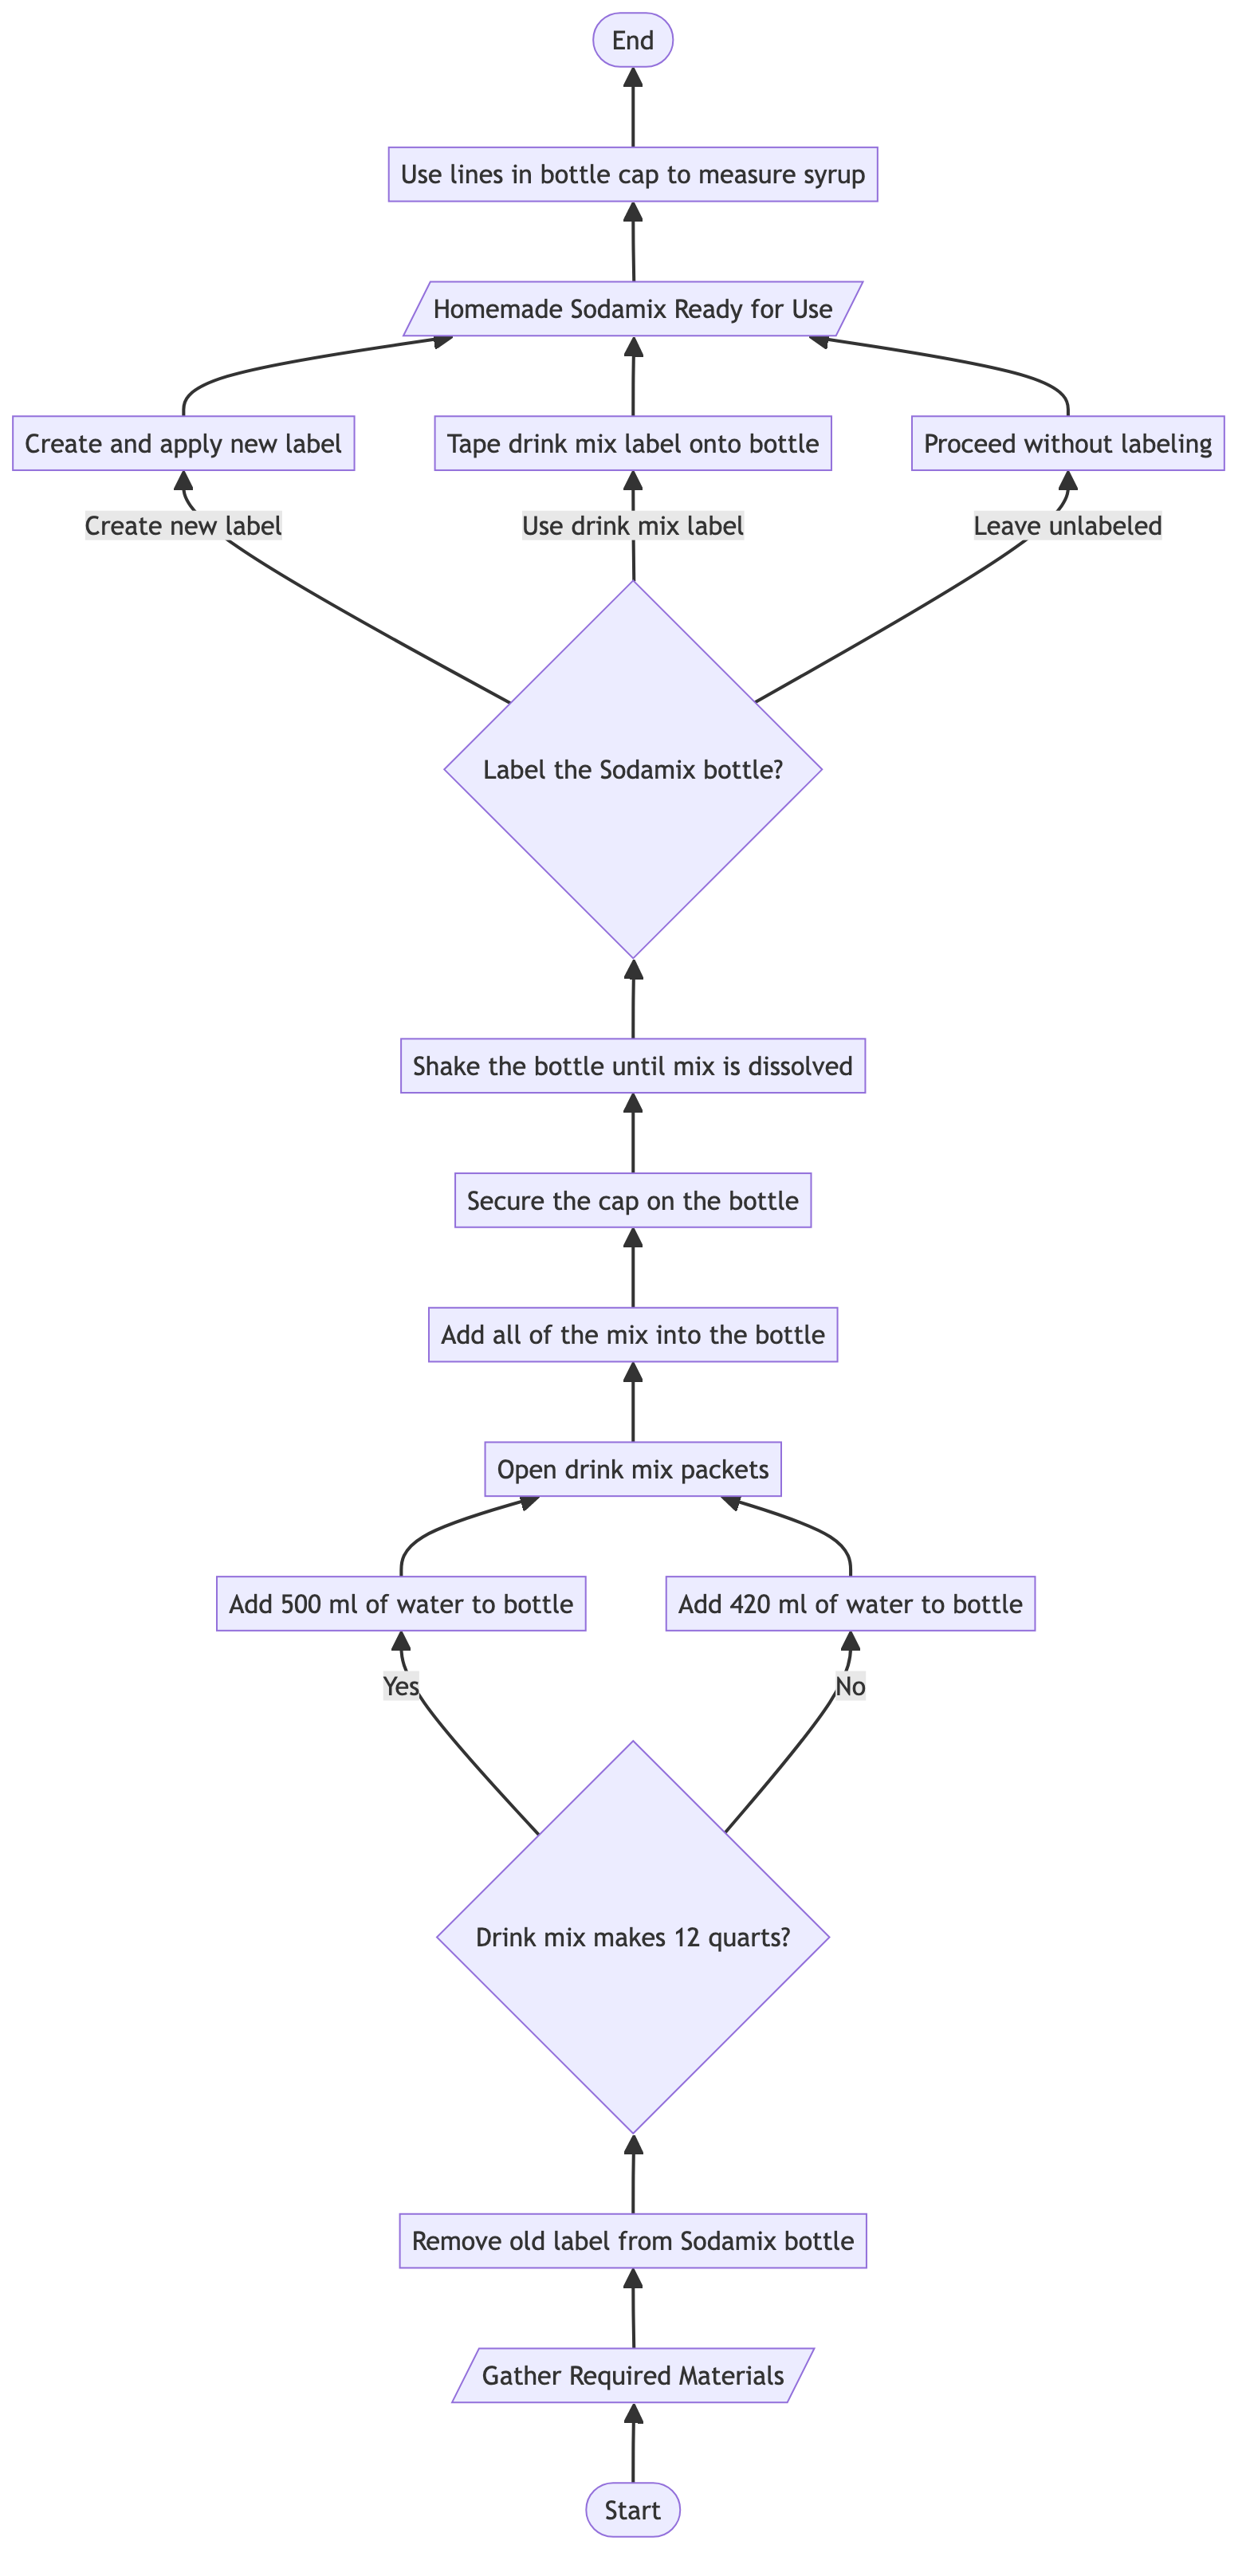 End
Use lines in bottle cap to measure syrup
Homemade Sodamix Ready for Use
Create and apply new label
Tape drink mix label onto bottle
Proceed without labeling
Create new label
Use drink mix label
Leave unlabeled
Label the Sodamix bottle?
Shake the bottle until mix is dissolved
Secure the cap on the bottle
Add all of the mix into the bottle
Open drink mix packets
Add 500 ml of water to bottle
Add 420 ml of water to bottle
Yes
No
Drink mix makes 12 quarts?
Remove old label from Sodamix bottle
Gather Required Materials
Start